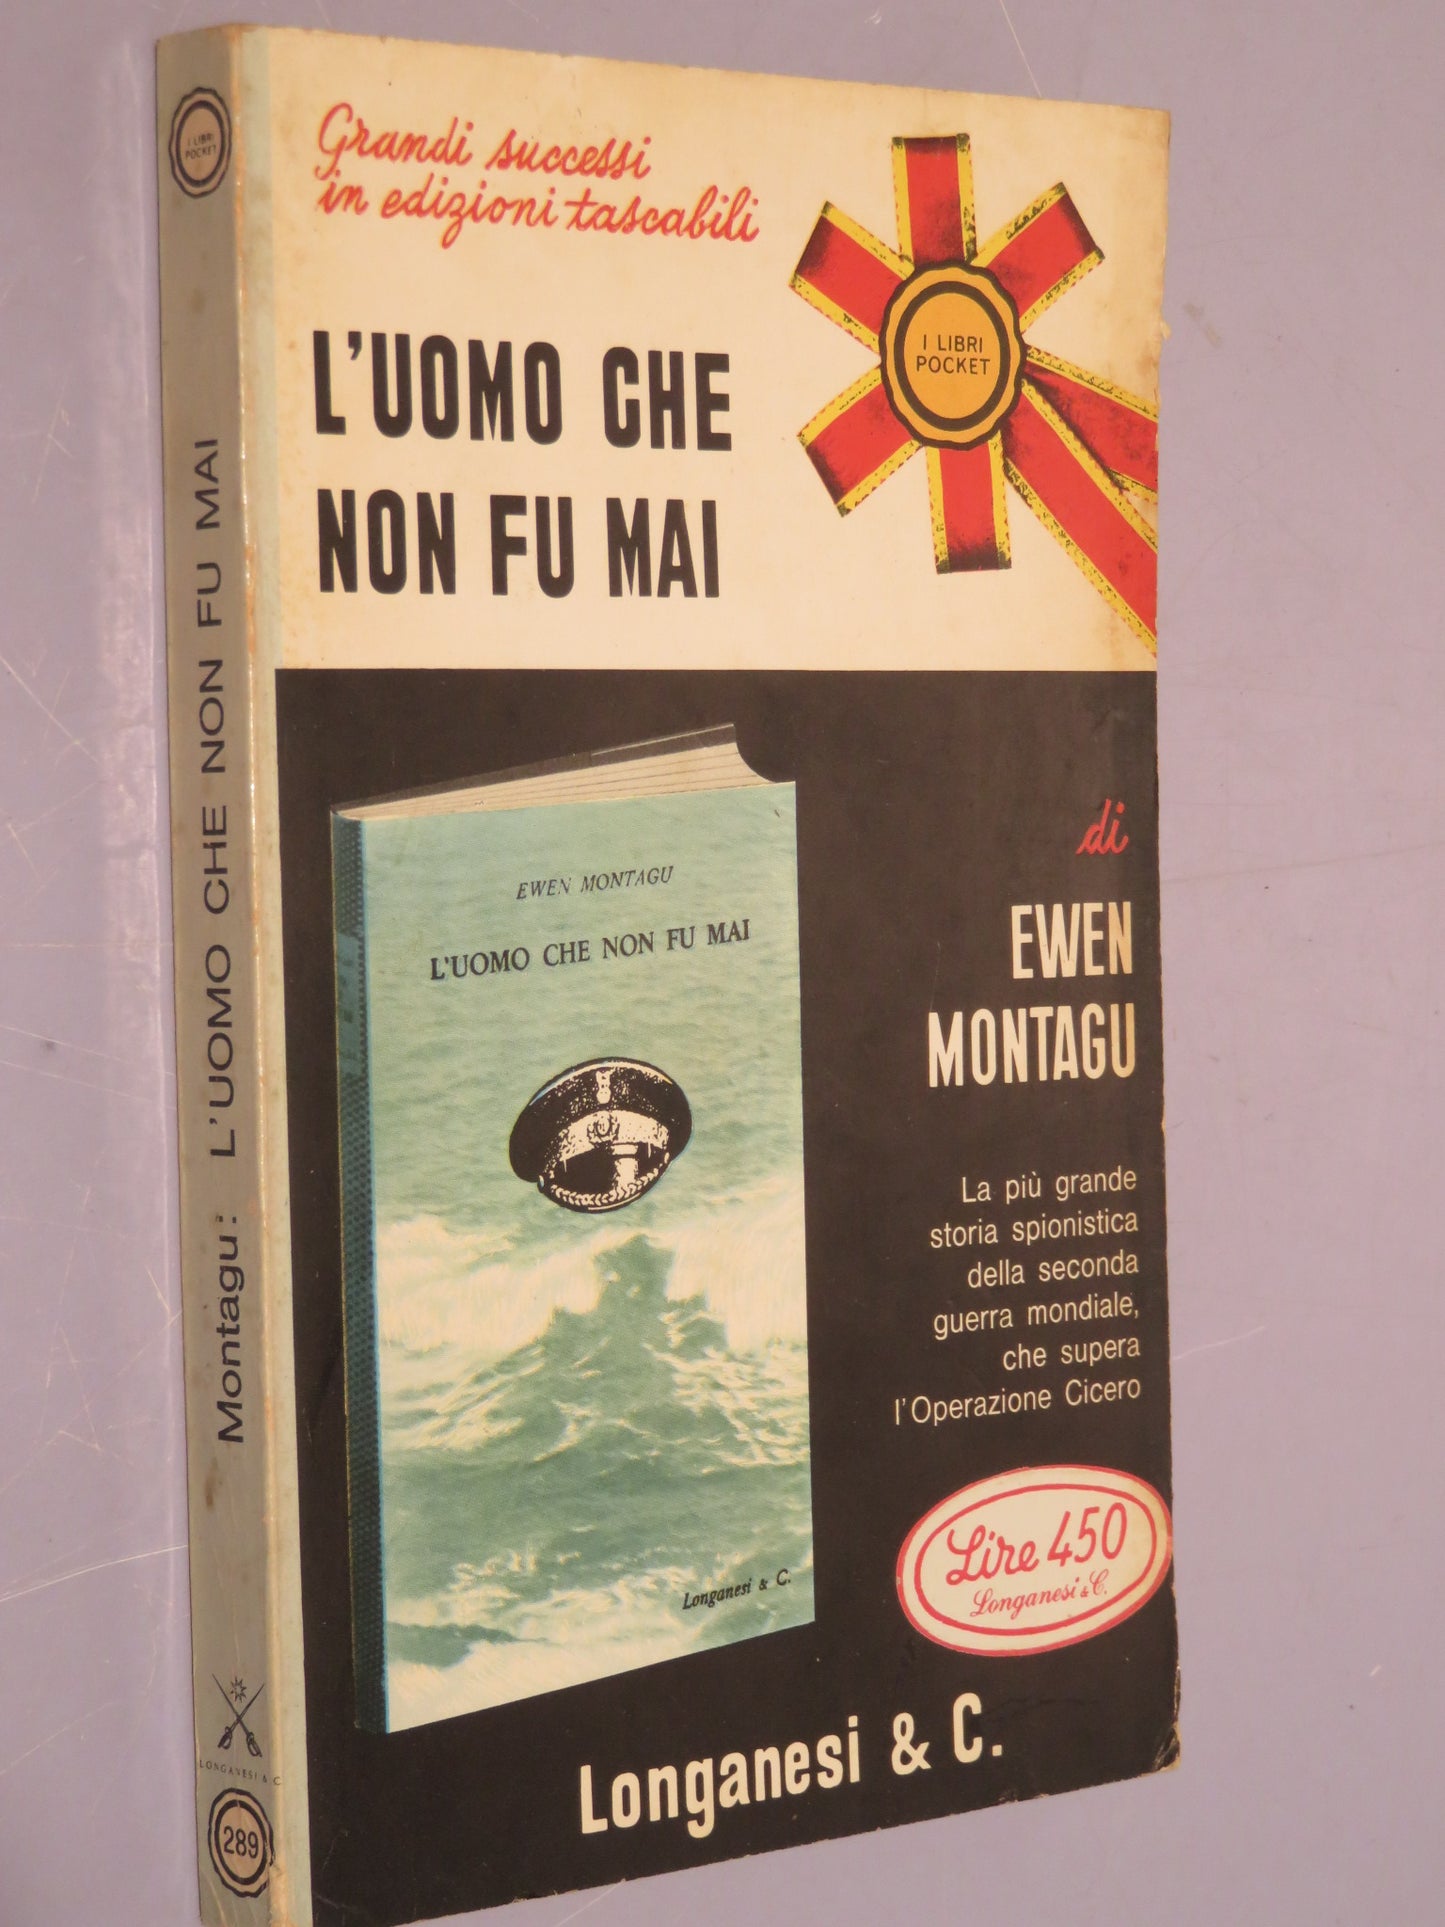 I LIBRI
POCKET
Montagu: L'UOMO CHE NON FU MAI
LONGANESI & C
289
Grandi successi
in edizioni tascabili
I LIBRI
POCKET
L'UOMO CHE
NON FU MAI
EWEN MONTAGU
L'UOMO CHE NON FU MAI
Longanesi & C.
di
EWEN
MONTAGU
La più grande
storia spionistica
della seconda
guerra mondiale,
che supera
l'Operazione Cicero
Lire 450
Longanesi & C.
Longanesi & C.